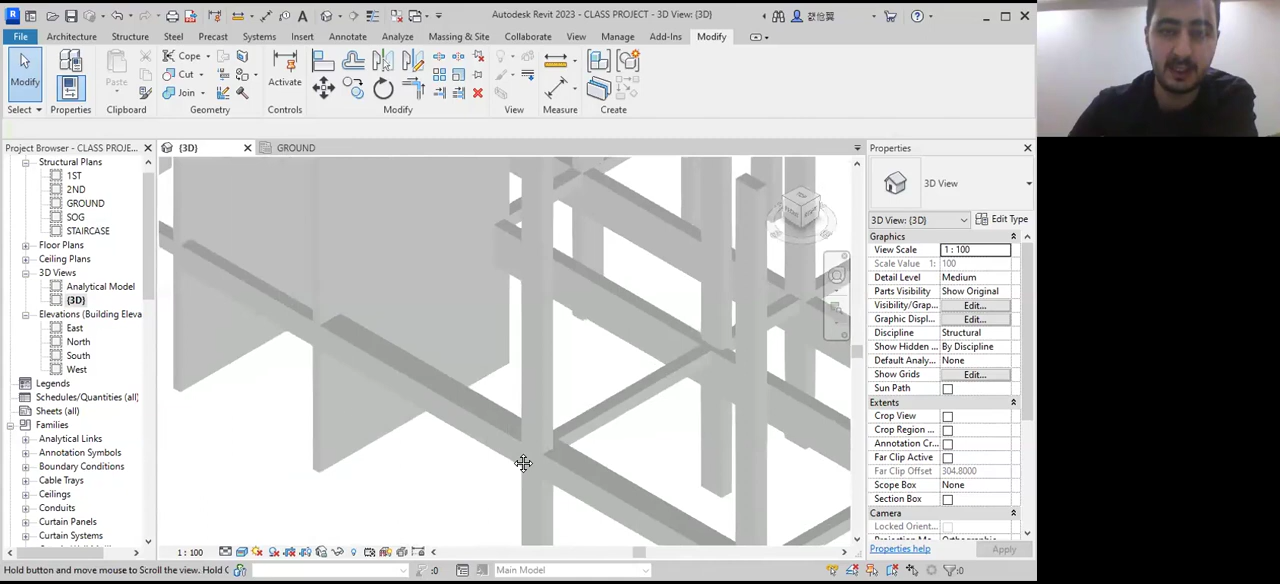 Autodesk Revit 2023 - CLASS PROJECT - 3D View: {3D}
File Architecture Structure Steel Precast Systems Insert Annotate Analyze Massing & Site Collaborate View Manage Add-Ins Modify
Modify
Properties
Paste
Cope
Cut
Join
Activate
Select
Properties
Clipboard
Geometry
Controls
Modify
View
Measure
Create
Project Browser - CLASS PROJE...
{3D}
GROUND
Properties
Structural Plans
1ST
2ND
GROUND
SOG
STAIRCASE
Floor Plans
Ceiling Plans
3D Views
Analytical Model
{3D}
Elevations (Building Eleva
East
North
South
West
Legends
Schedules/Quantities (all)
Sheets (all)
Families
Analytical Links
Annotation Symbols
Boundary Conditions
Cable Trays
Ceilings
Conduits
Curtain Panels
Curtain Systems
TOP
3D View
3D View: {3D}
Edit Type
Graphics
View Scale 1 : 100
Scale Value 1: 100
Detail Level Medium
Parts Visibility Show Original
Visibility/Grap... Edit...
Graphic Displ... Edit...
Discipline Structural
Show Hidden ... By Discipline
Default Analy... None
Show Grids Edit...
Sun Path
Extents
Crop View
Crop Region ...
Annotation Cr...
Far Clip Active
Far Clip Offset 304.8000
Scope Box None
Section Box
Camera
Locked Orient...
Properties help
Apply
1 : 100
Hold button and move mouse to Scroll the view. Hold C
:0
Main Model
:0